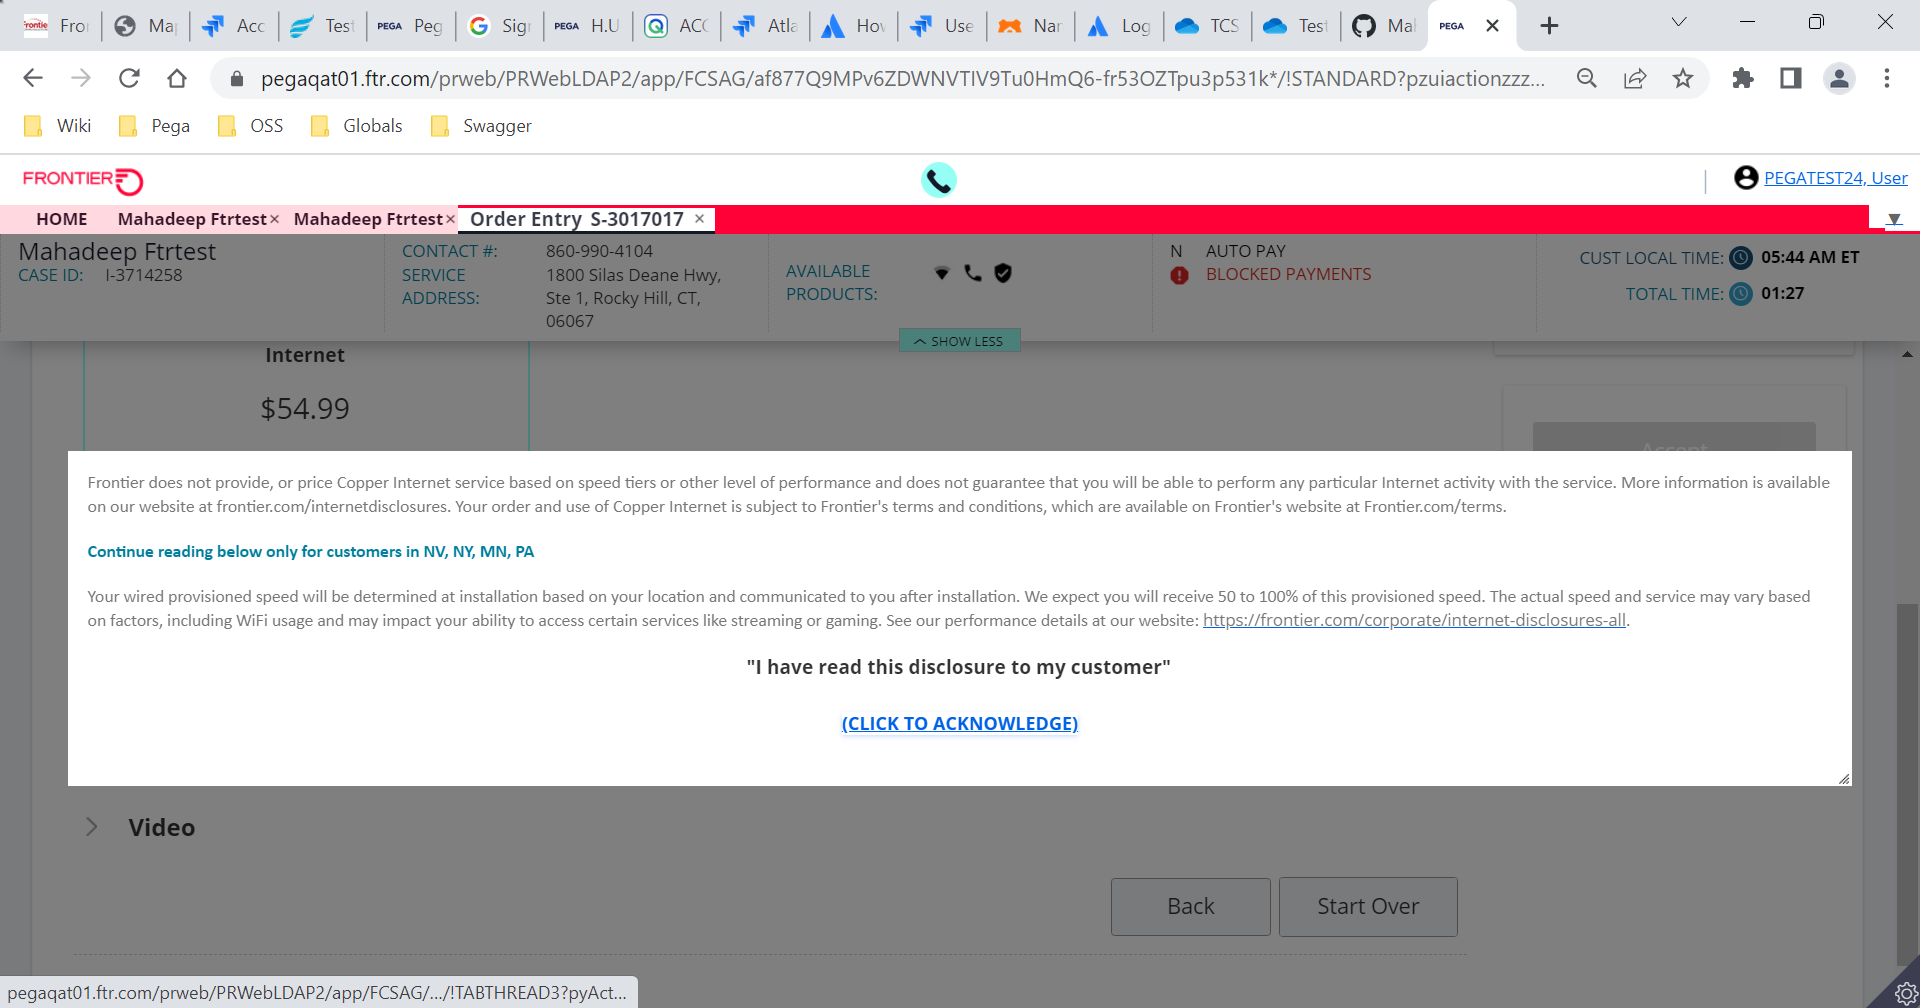 Fro
Ma
Acc
Test
PEGA Peg
Sig
PEGA H.U
ACC
Atla
Hov
Use
Nar
Log
TCS
Test
Ma
PEGA
pegaqat01.ftr.com/prweb/PRWebLDAP2/app/FCSAG/af877Q9MPv6ZDWNVTIV9Tu0HmQ6-fr53OZTpu3p531k*/!STANDARD?pzuiactionzzz...
Wiki Pega OSS Globals Swagger
FRONTIER
PEGATEST24, User
HOME Mahadeep Ftrtest× Mahadeep Ftrtest× Order Entry S-3017017 ×
Mahadeep Ftrtest
CASE ID: I-3714258
CONTACT #: 860-990-4104
SERVICE ADDRESS: 1800 Silas Deane Hwy,
Ste 1, Rocky Hill, CT,
06067
AVAILABLE
PRODUCTS:
N AUTO PAY
BLOCKED PAYMENTS
CUST LOCAL TIME: 05:44 AM ET
TOTAL TIME: 01:27
SHOW LESS
Internet
$54.99
Accept
Frontier does not provide, or price Copper Internet service based on speed tiers or other level of performance and does not guarantee that you will be able to perform any particular Internet activity with the service. More information is available
on our website at frontier.com/internetdisclosures. Your order and use of Copper Internet is subject to Frontier's terms and conditions, which are available on Frontier's website at Frontier.com/terms.
Continue reading below only for customers in NV, NY, MN, PA
Your wired provisioned speed will be determined at installation based on your location and communicated to you after installation. We expect you will receive 50 to 100% of this provisioned speed. The actual speed and service may vary based
on factors, including WiFi usage and may impact your ability to access certain services like streaming or gaming. See our performance details at our website: https://frontier.com/corporate/internet-disclosures-all.
"I have read this disclosure to my customer"
(CLICK TO ACKNOWLEDGE)
Video
Back Start Over
pegaqat01.ftr.com/prweb/PRWebLDAP2/app/FCSAG/.../!TABTHREAD3?pyAct...